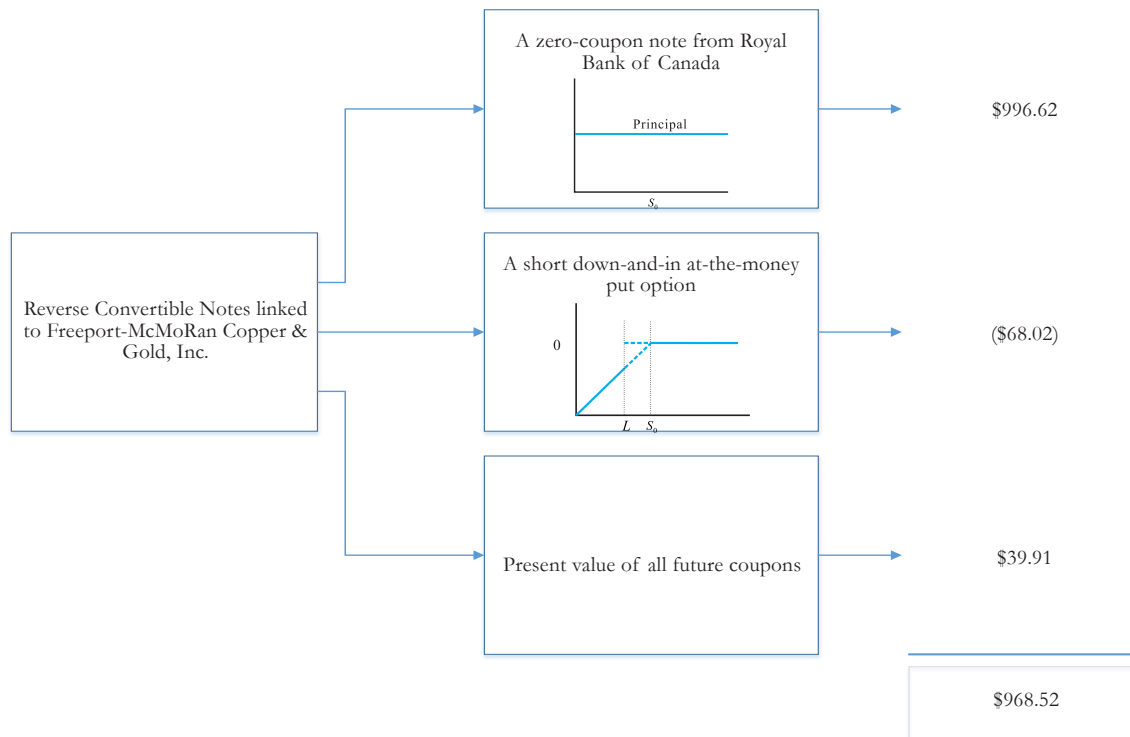 A zero-coupon note from Royal
Bank of Canada
Principal
S₀
$996.62
Reverse Convertible Notes linked
to Freeport-McMoRan Copper &
Gold, Inc.
A short down-and-in at-the-money
put option
0
L S₀
($68.02)
Present value of all future coupons
$39.91
$968.52